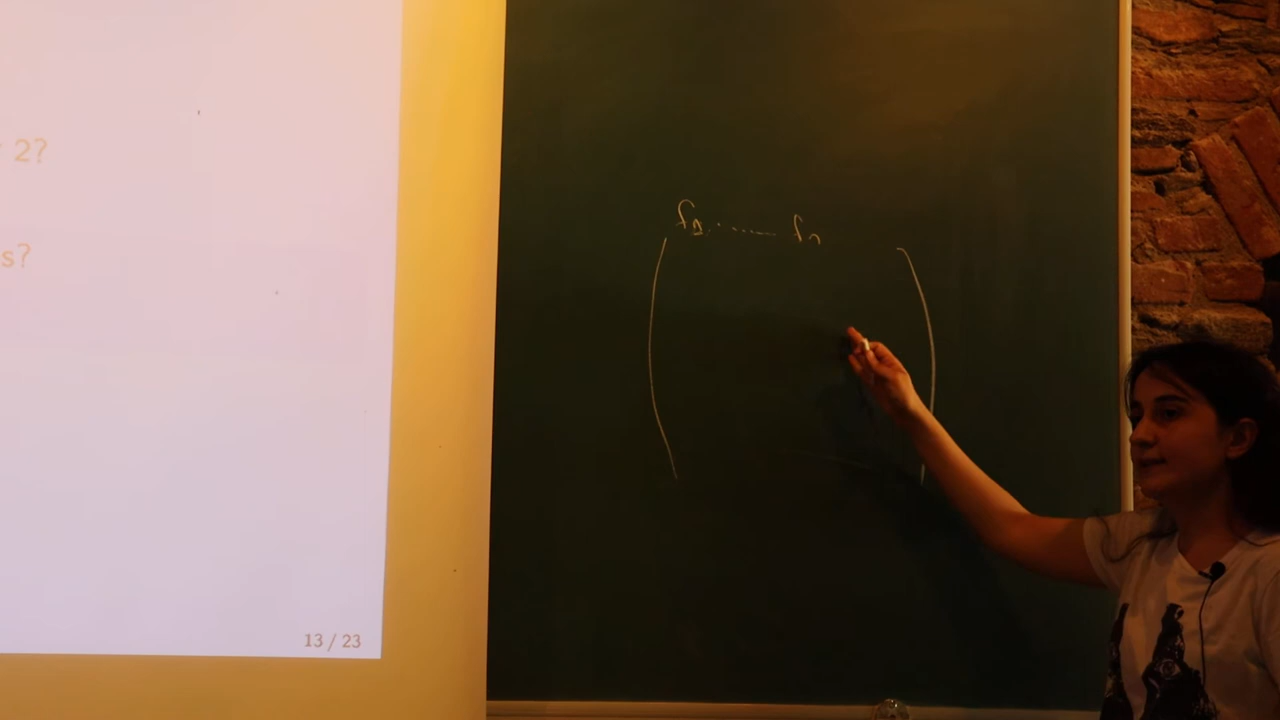 2?
s?
f1 ...... fn
13 / 23